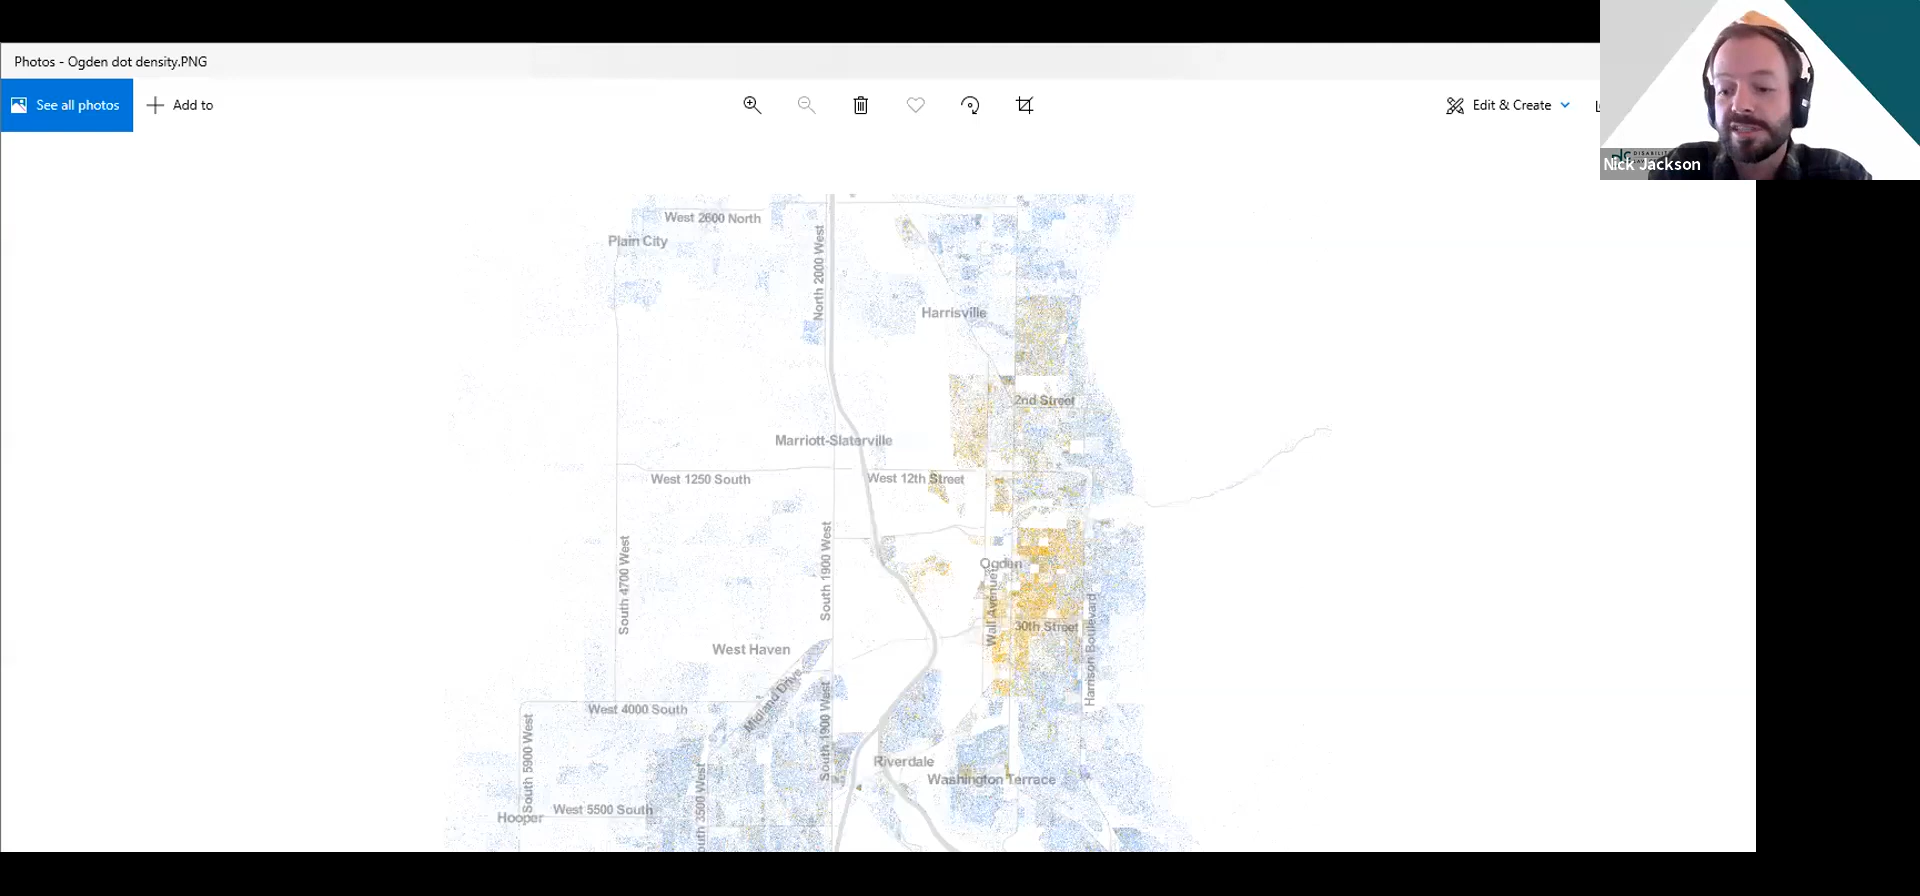 Photos - Ogden dot density.PNG
See all photos
Add to
Edit & Create
Nick Jackson
West 2600 North
Plain City
North 2000 West
Harrisville
2nd Street
Marriott-Slaterville
West 1250 South
West 12th Street
South 4700 West
South 1900 West
Ogden
Wall Avenue
30th Street
Harrison Boulevard
West Haven
Midland Drive
West 4000 South
South 1900 West
South 5900 West
Riverdale
Washington Terrace
West 5500 South
Hooper
outh 3500 West